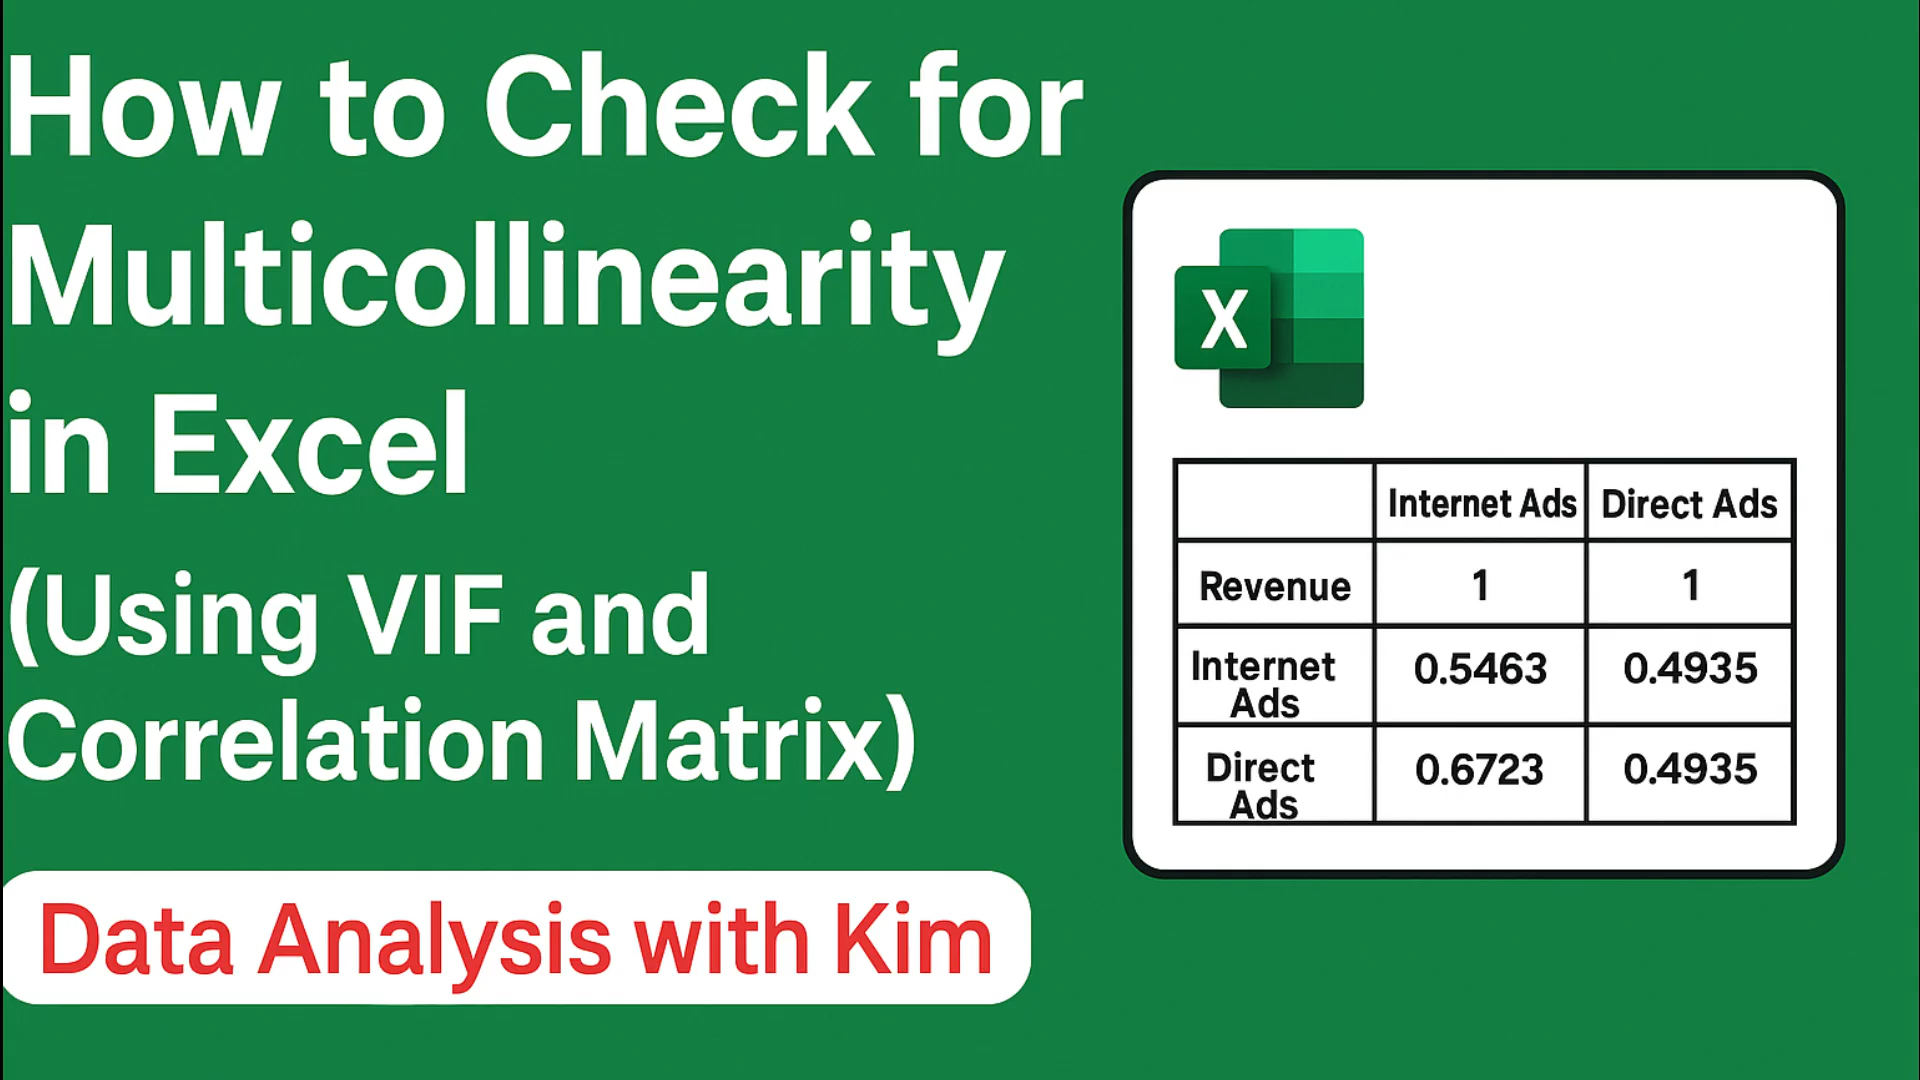 How to Check for
Multicollinearity
in Excel
(Using VIF and
Correlation Matrix)
Data Analysis with Kim
X
Internet Ads Direct Ads
Revenue 1 1
Internet
Ads 0.5463 0.4935
Direct
Ads 0.6723 0.4935